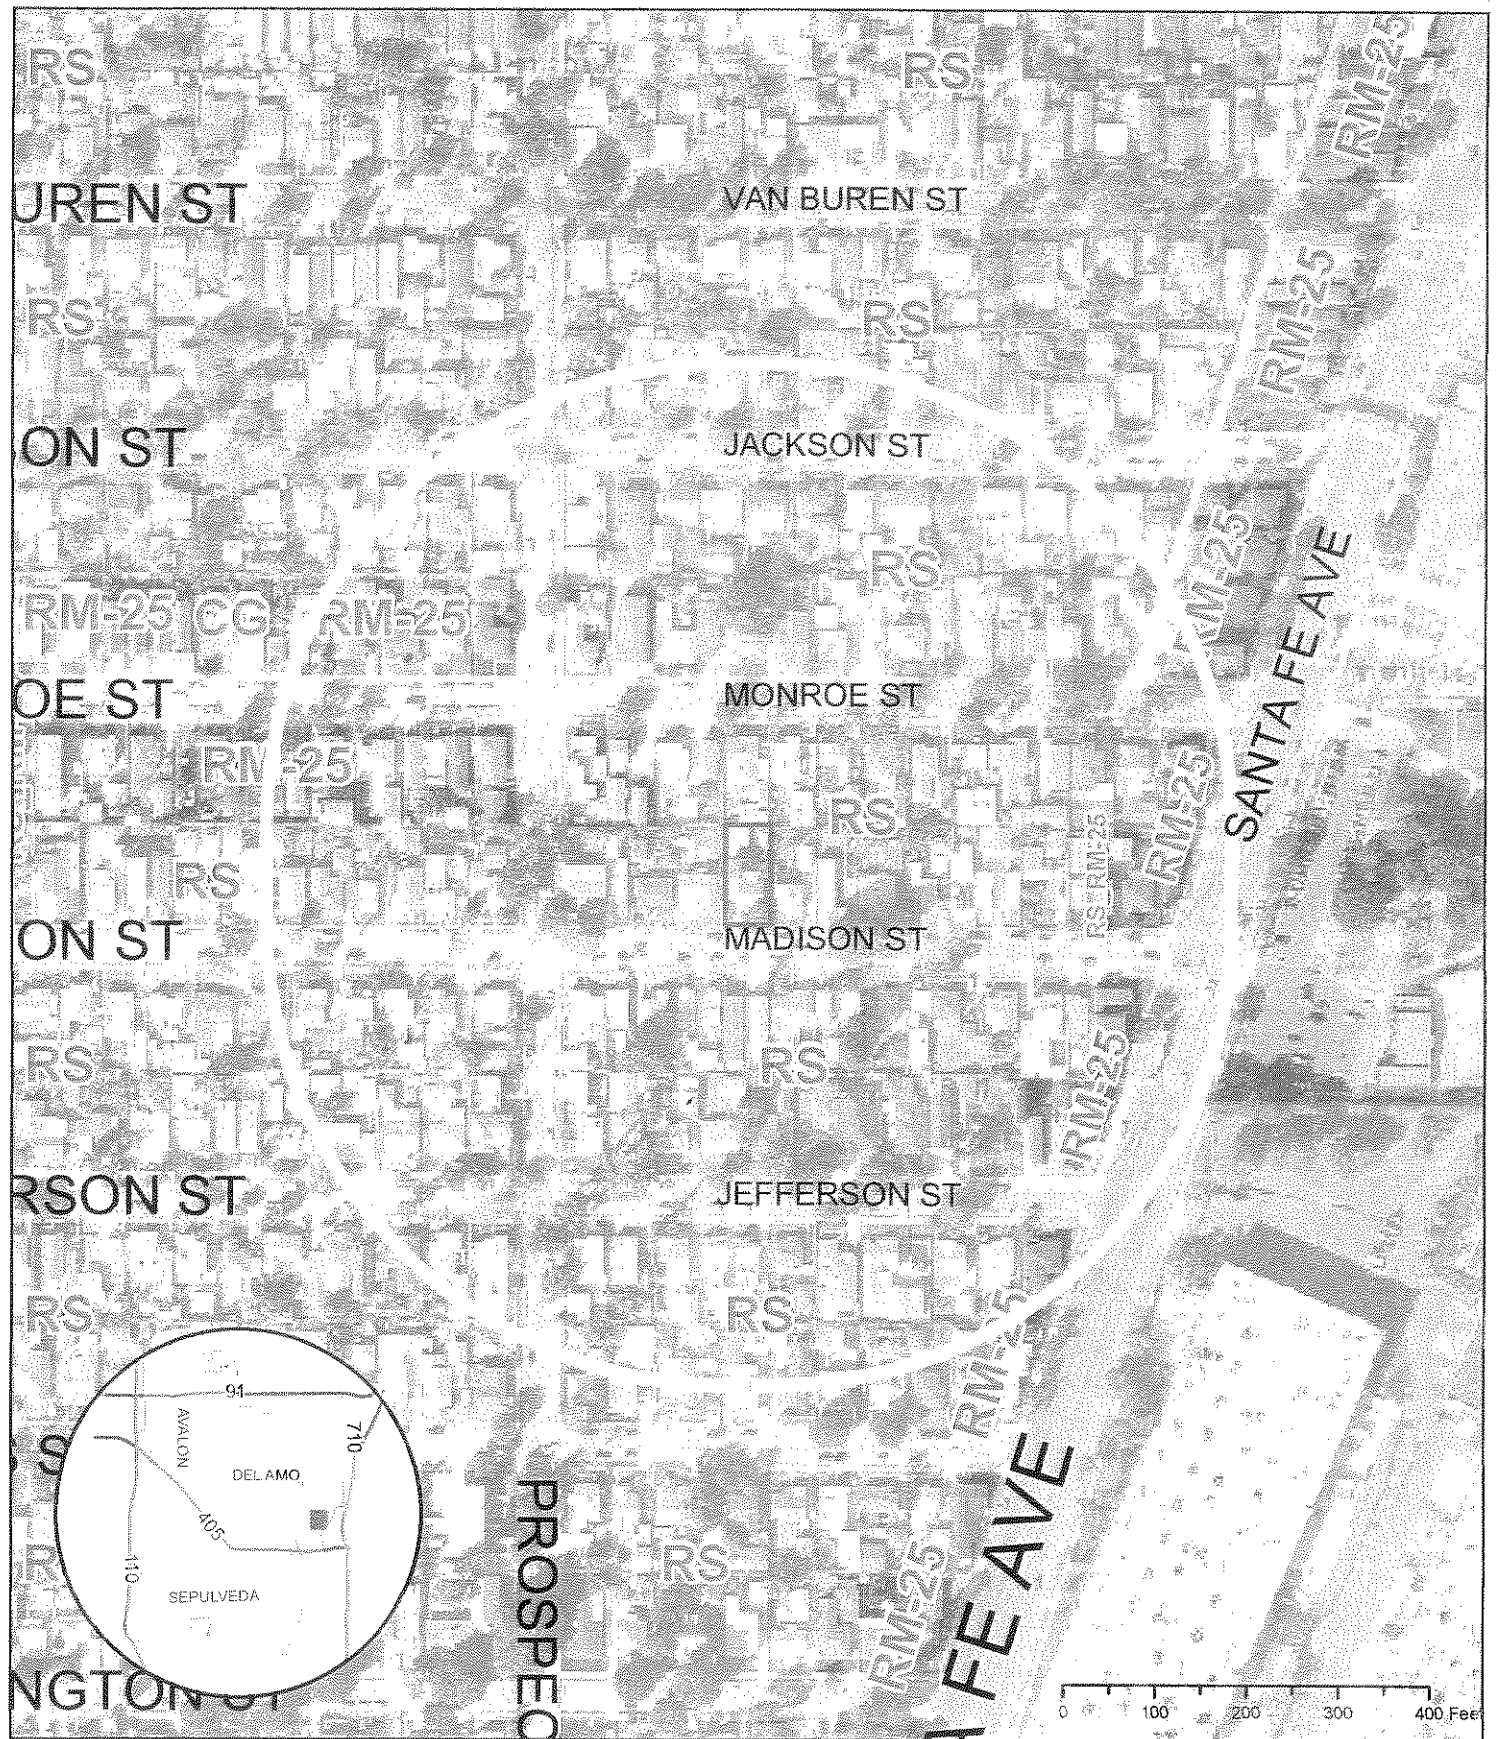 RS
RS
RM-25
UREN ST
VAN BUREN ST
RS
RS
RM-25
ON ST
JACKSON ST
RS
RM-25
RM-25
CG
RM-25
SANTA FE AVE
OE ST
MONROE ST
RM-25
RS
RM-25
RS
RS RM-25
ON ST
MADISON ST
RS
RS
RM-25
RSON ST
JEFFERSON ST
RS
RS
RM-25
91
AVALON
710
DEL AMO
405
110
SEPULVEDA
S
R
PROSPEC
RS
RM-25
FE AVE
NGTON ST
0 100 200 300 400 Feet